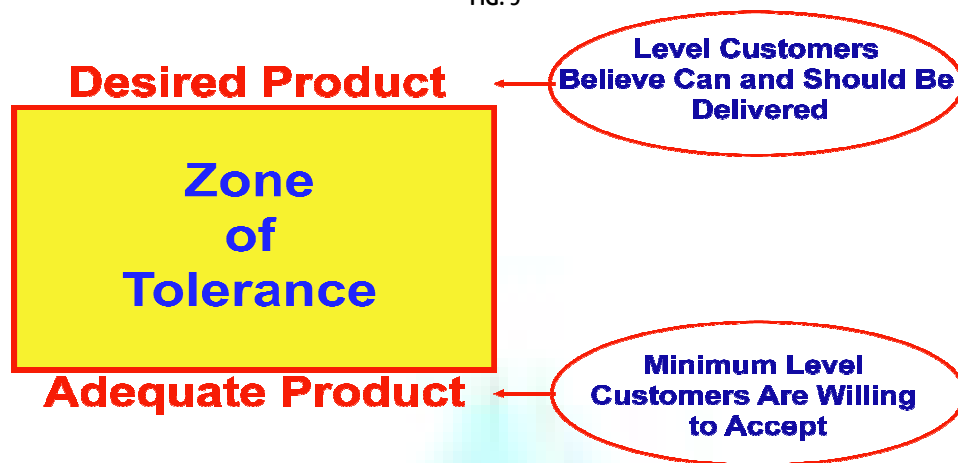 Desired Product
Level Customers
Believe Can and Should Be
Delivered
Zone
of
Tolerance
Adequate Product
Minimum Level
Customers Are Willing
to Accept